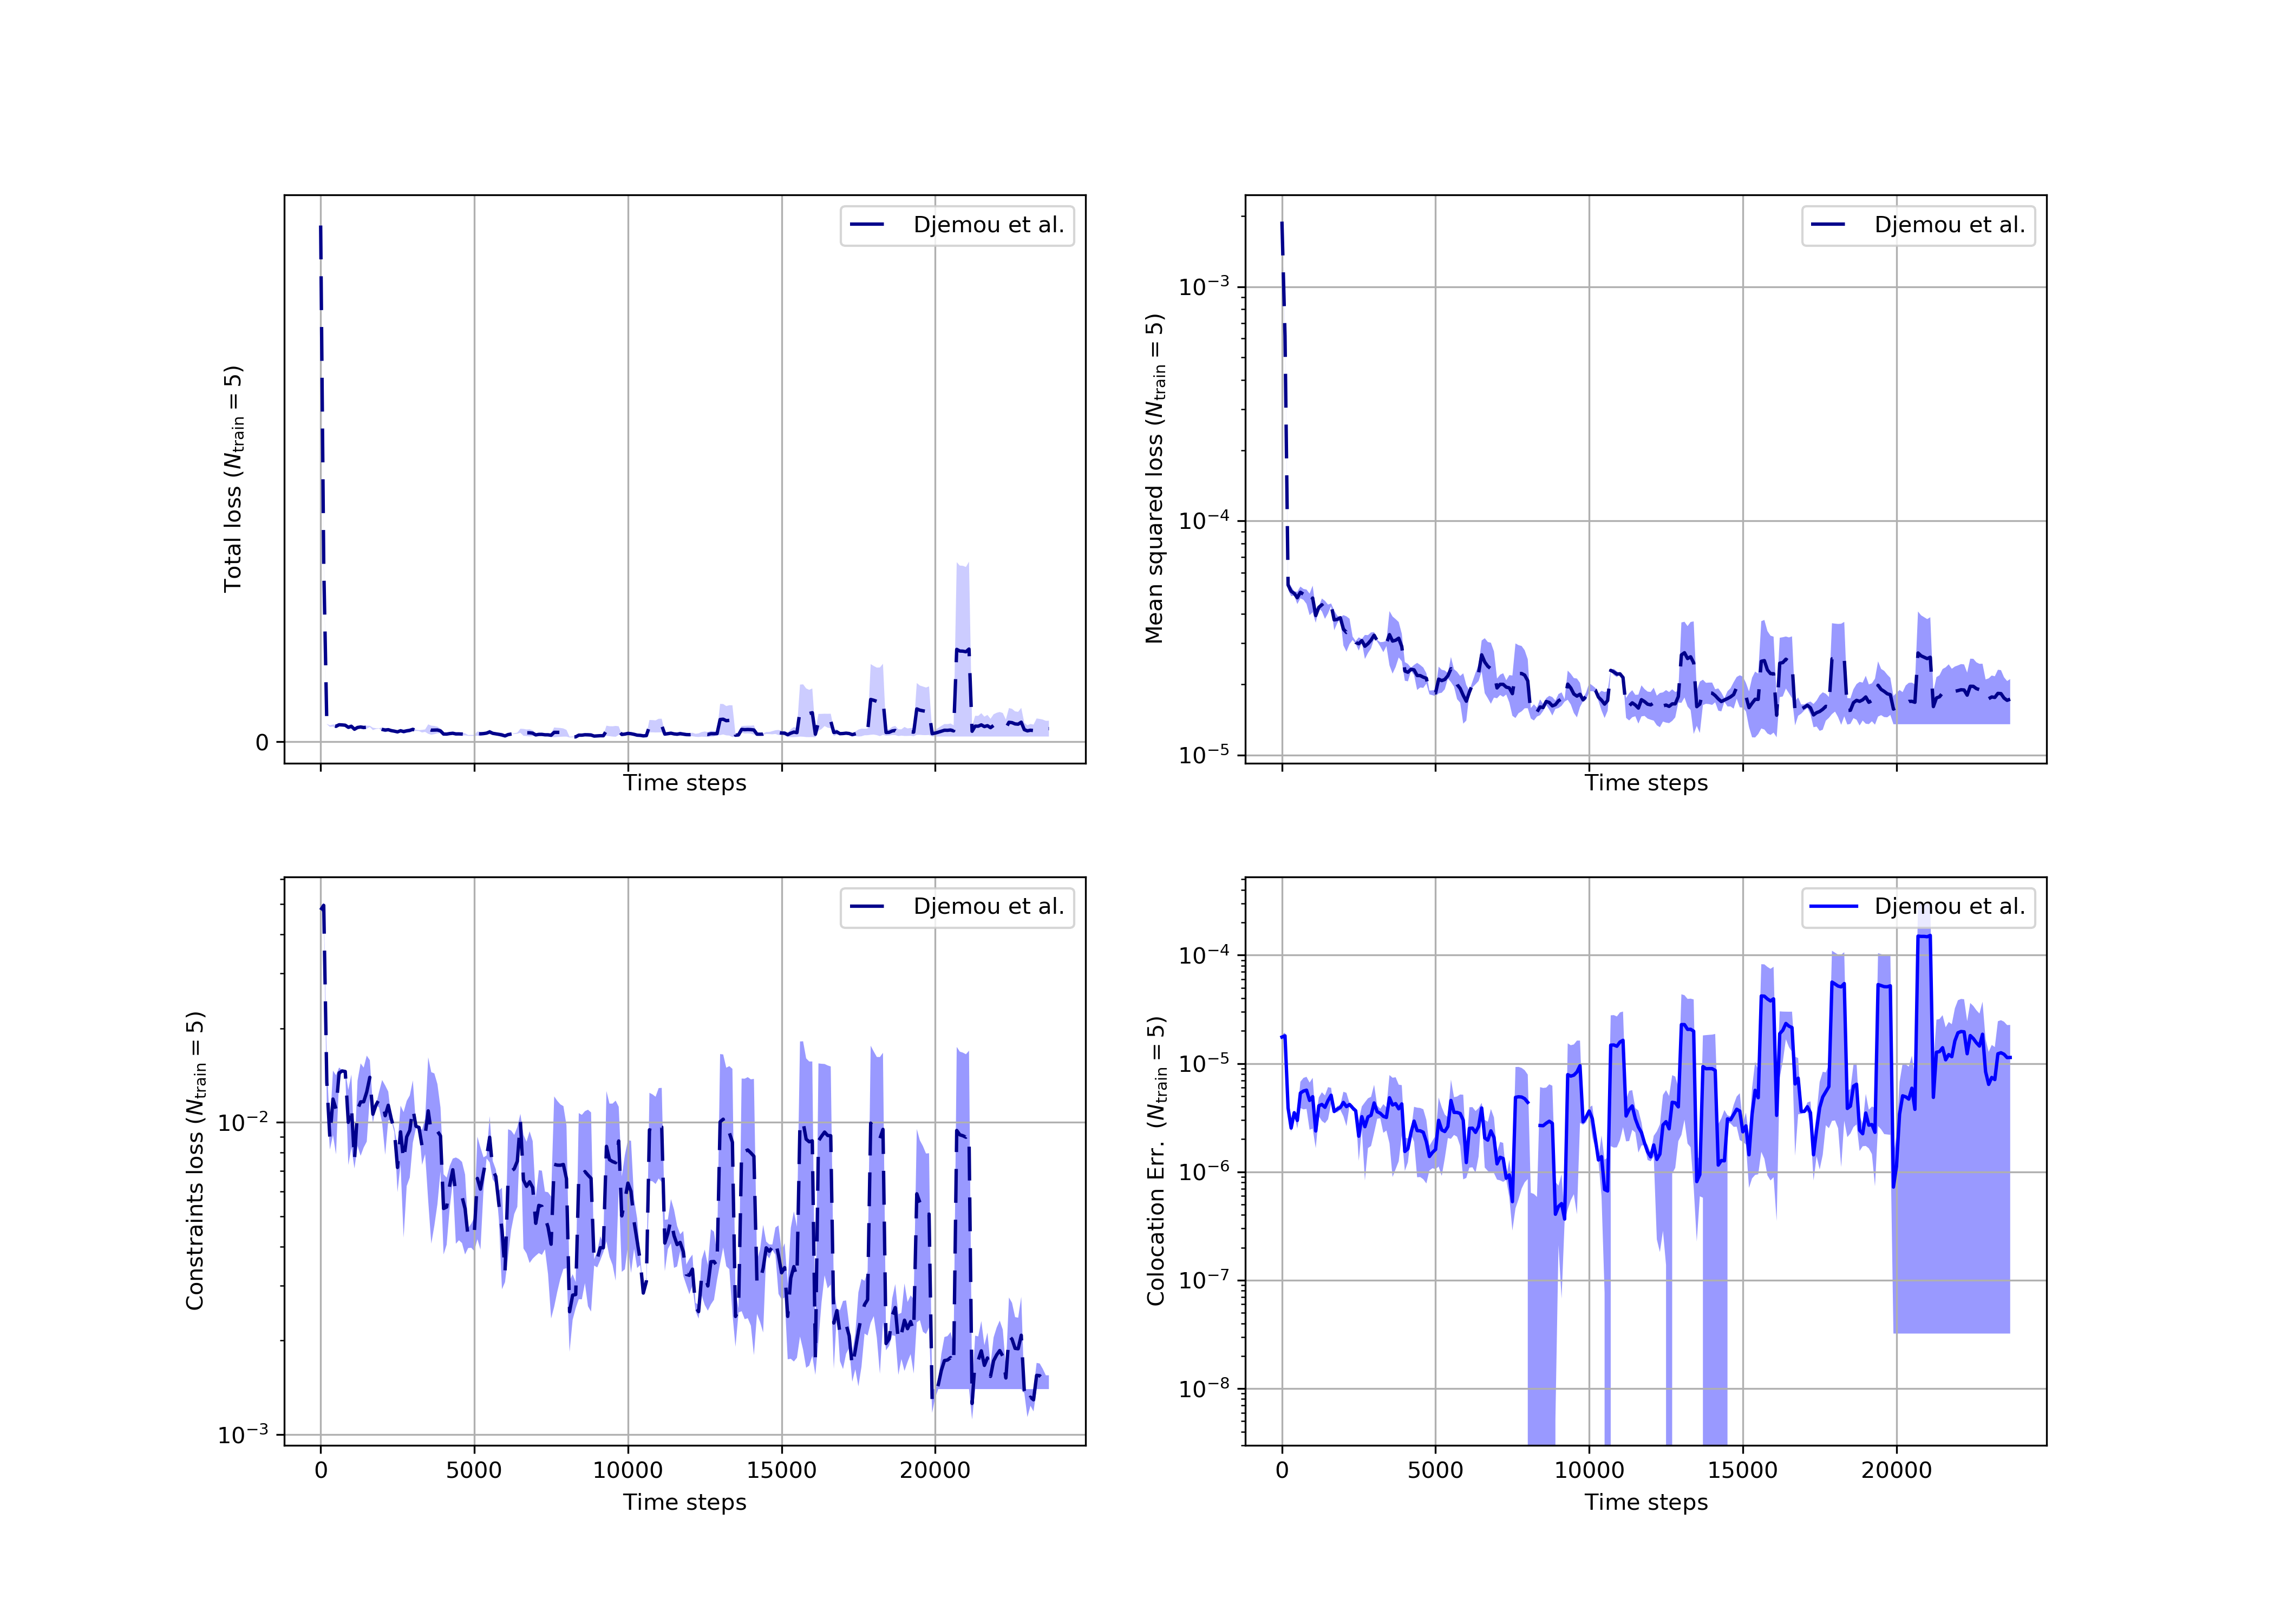 Djemou et al.
Total loss (N_train = 5)
0
Time steps
Djemou et al.
Mean squared loss (N_train = 5)
10⁻³
10⁻⁴
10⁻⁵
Time steps
Djemou et al.
Constraints loss (N_train = 5)
10⁻²
10⁻³
0 5000 10000 15000 20000
Time steps
Djemou et al.
Colocation Err. (N_train = 5)
10⁻⁴
10⁻⁵
10⁻⁶
10⁻⁷
10⁻⁸
0 5000 10000 15000 20000
Time steps